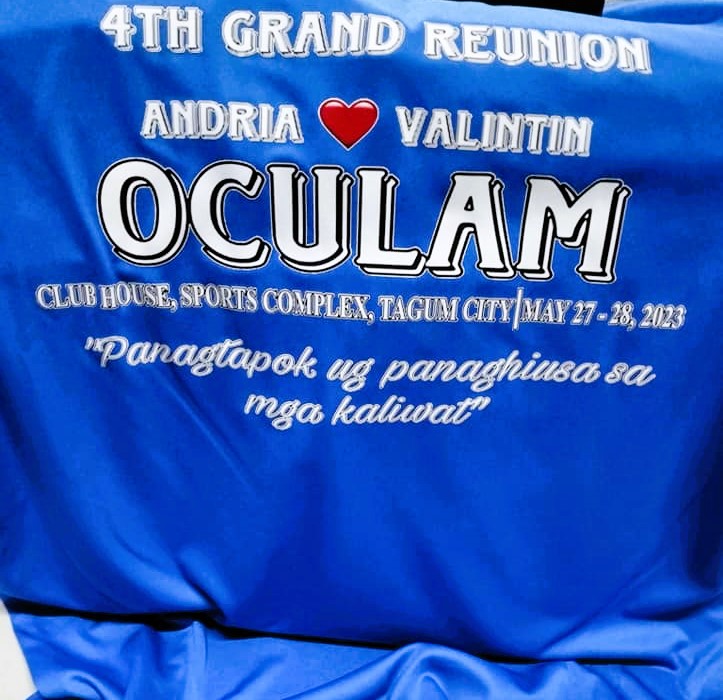 4TH GRAND REUNION
ANDRIA ❤ VALINTIN
OCULAM
CLUB HOUSE, SPORTS COMPLEX, TAGUM CITY|MAY 27 - 28, 2023
"Panagtapok ug panaghiusa sa
mga kaliwat"